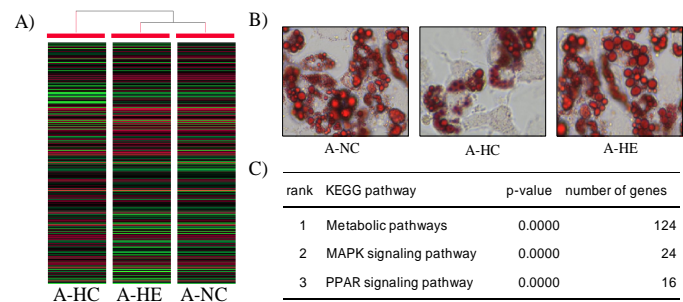 A)
A-HC A-HE A-NC
B)
A-NC A-HC A-HE
C)
rank KEGG pathway p-value number of genes
1 Metabolic pathways 0.0000 124
2 MAPK signaling pathway 0.0000 24
3 PPAR signaling pathway 0.0000 16